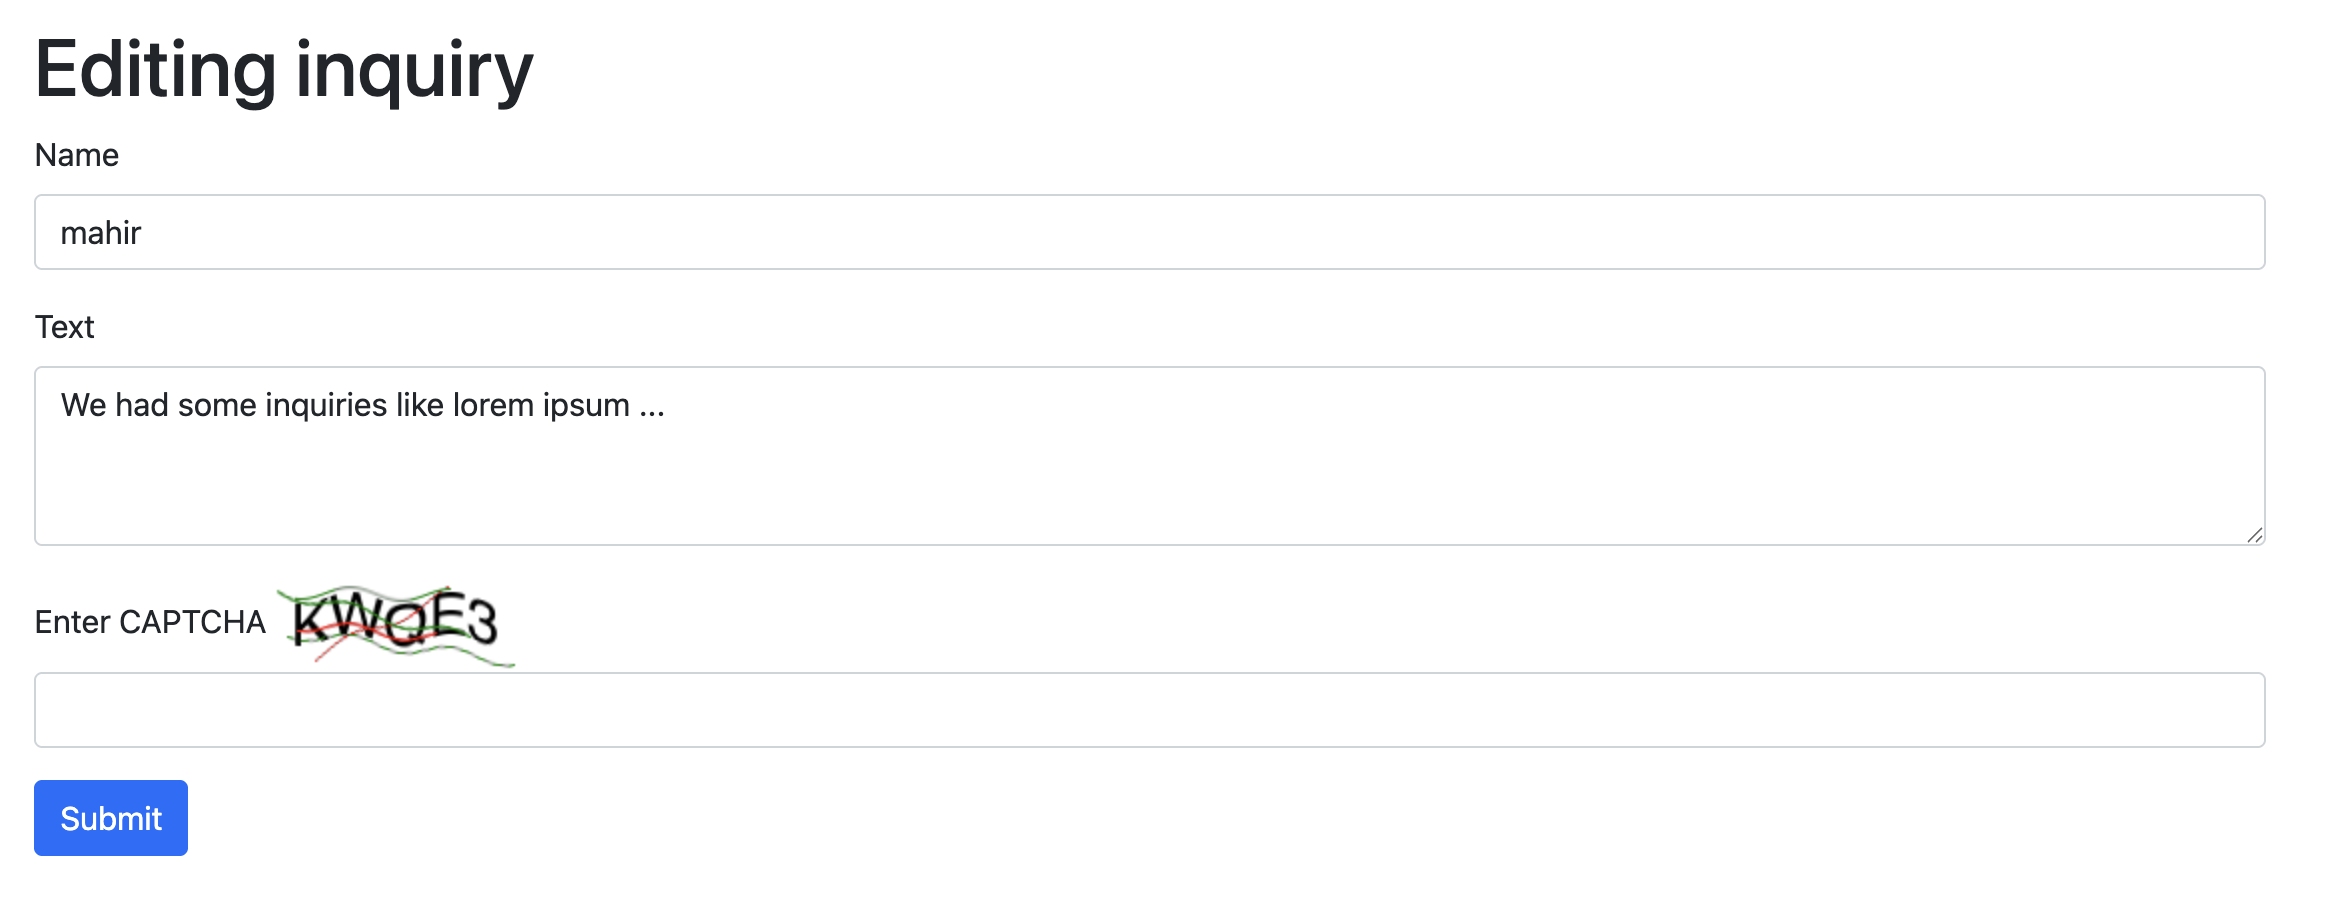 Editing inquiry
Name
mahir
Text
We had some inquiries like lorem ipsum ...
Enter CAPTCHA KWQE3
Submit